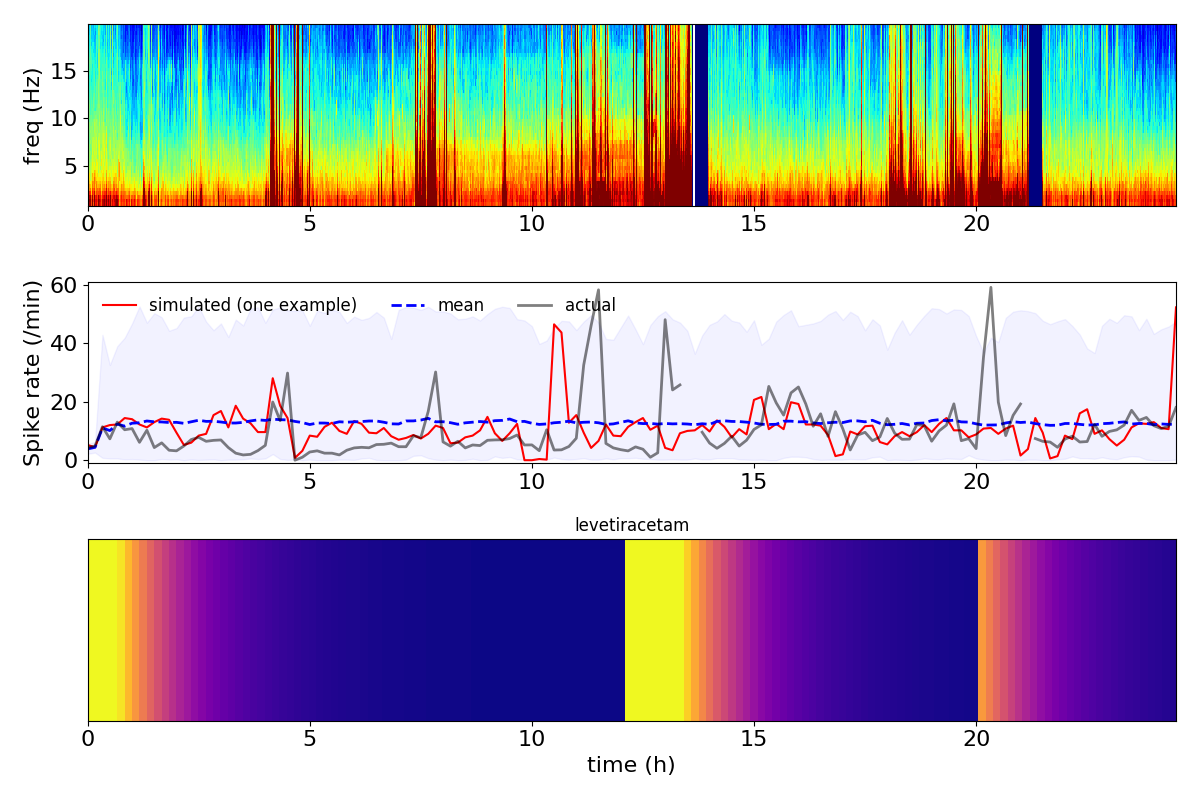 freq (Hz)
15
10
5
0 5 10 15 20
Spike rate (/min)
60
40
20
0
simulated (one example) mean actual
0 5 10 15 20
levetiracetam
0 5 10 15 20
time (h)